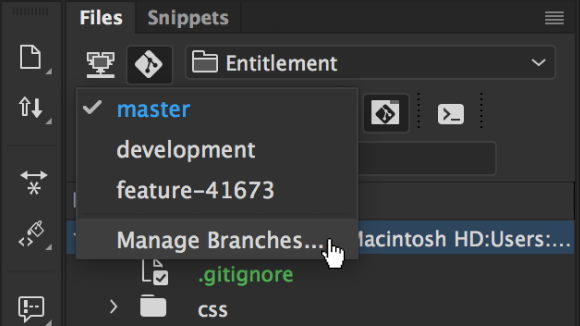 Files Snippets
Entitlement
master
development
feature-41673
Manage Branches...
Macintosh HD:Users:...
.gitignore
css